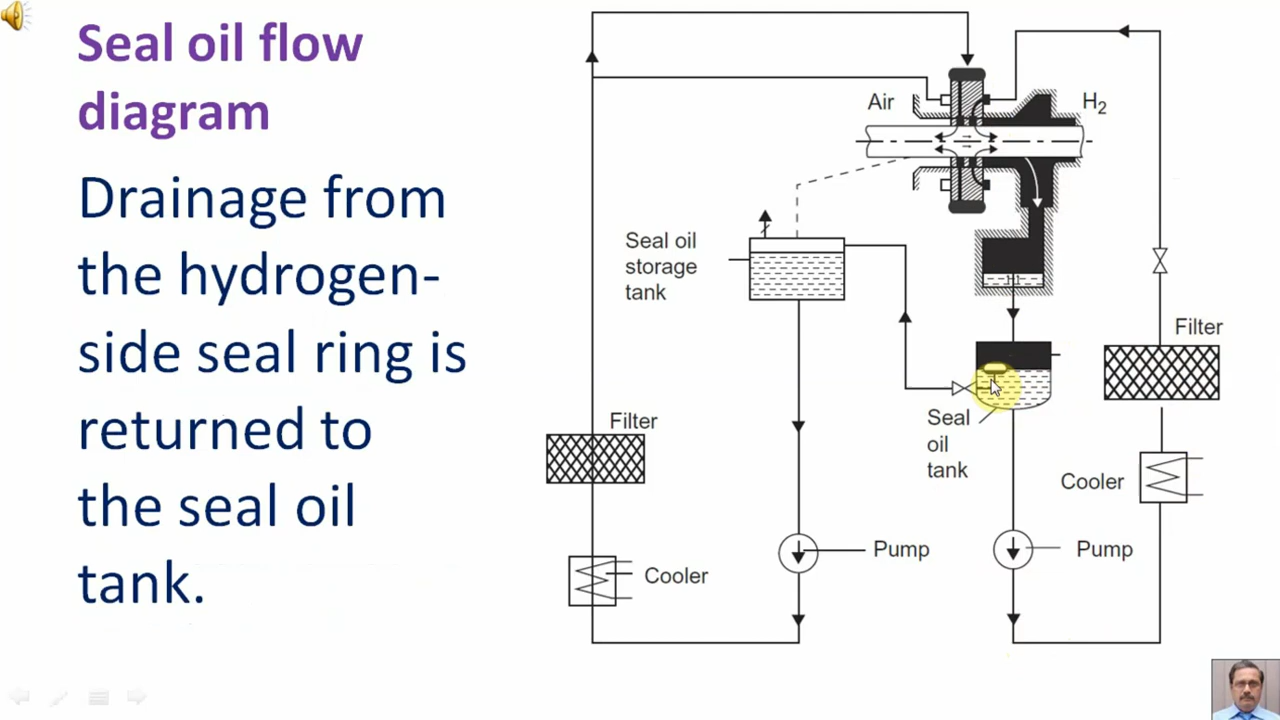 Seal oil flow
diagram
Drainage from
the hydrogen-
side seal ring is
returned to
the seal oil
tank.
Air
H2
Seal oil
storage
tank
Filter
Filter
Seal
oil
tank
Cooler
Pump
Pump
Cooler